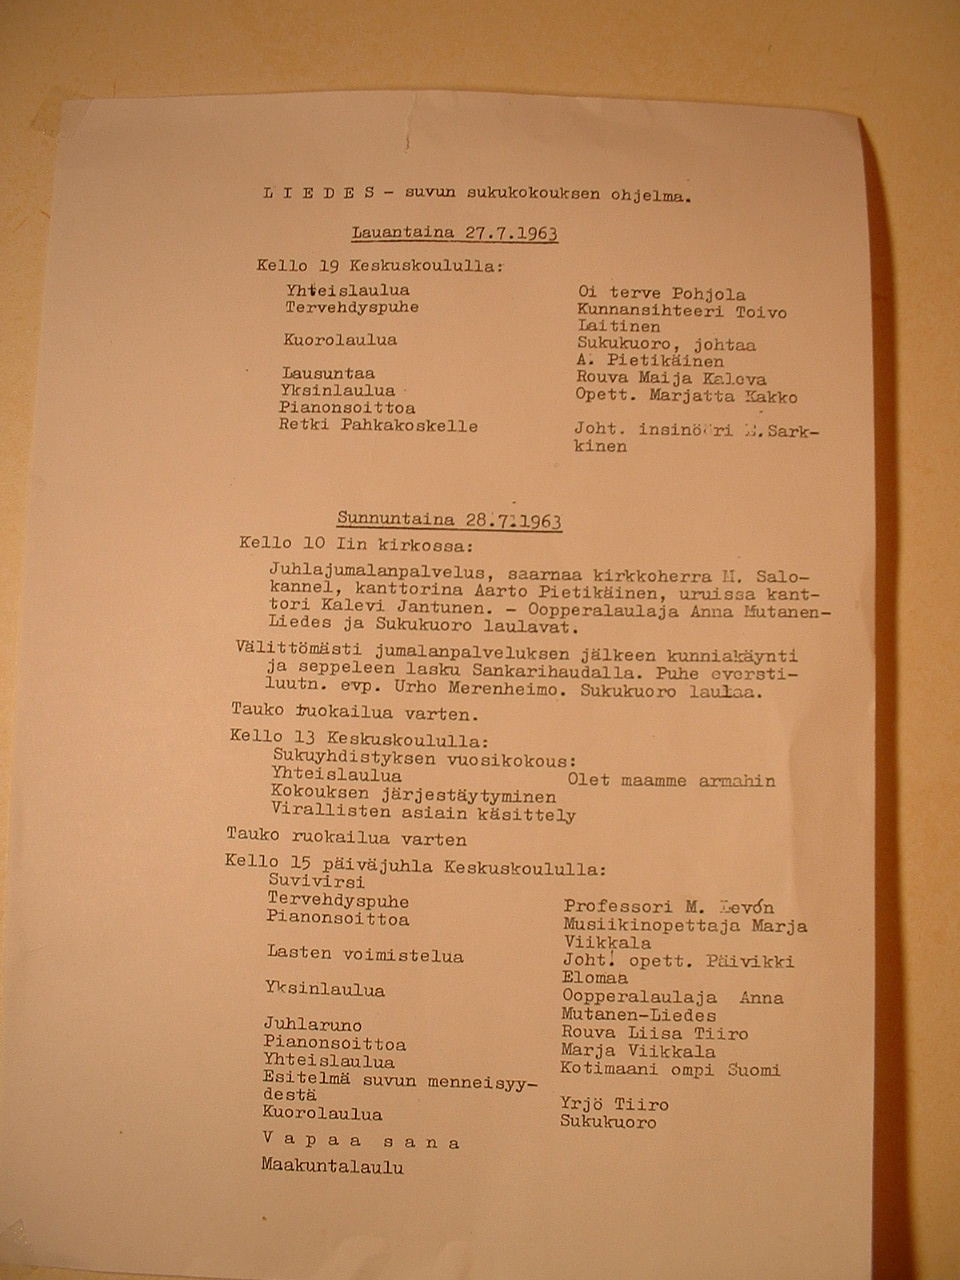 L I E D E S - suvun sukukokouksen ohjelma.
Lauantaina 27.7.1963
Kello 19 Keskuskoululla:
Yhteislaulua Oi terve Pohjola
Tervehdyspuhe Kunnansihteeri Toivo
Laitinen
Kuorolaulua Sukukuoro, johtaa
A. Pietikäinen
Lausuntaa Rouva Maija Kaleva
Yksinlaulua Opett. Marjatta Kakko
Pianonsoittoa
Retki Pahkakoskelle Joht. insinööri Sark-
kinen
Sunnuntaina 28.7.1963
Kello 10 Iin kirkossa:
Juhlajumalanpalvelus, saarnaa kirkkoherra Salo-
kannel, kanttorina Aarto Pietikäinen, uruissa kant-
tori Kalevi Jantunen. - Oopperalaulaja Anna Mutanen-
Liedes ja Sukukuoro laulavat.
Välittömästi jumalanpalveluksen jälkeen kunniakäynti
ja seppeleen lasku Sankarihaudalla. Puhe eversti-
luutn. evp. Urho Merenheimo. Sukukuoro laulaa.
Tauko ruokailua varten.
Kello 13 Keskuskoululla:
Sukuyhdistyksen vuosikokous:
Yhteislaulua Olet maamme armahin
Kokouksen järjestäytyminen
Virallisten asiain käsittely
Tauko ruokailua varten
Kello 15 päiväjuhla Keskuskoululla:
Suvivirsi
Tervehdyspuhe Professori M. Levón
Pianonsoittoa Musiikinopettaja Marja
Viikkala
Lasten voimistelua Joht. opett. Päivikki
Elomaa
Yksinlaulua Oopperalaulaja Anna
Mutanen-Liedes
Juhlaruno Rouva Liisa Tiiro
Pianonsoittoa Marja Viikkala
Yhteislaulua Kotimaani ompi Suomi
Esitelmä suvun menneisyy-
destä Yrjö Tiiro
Kuorolaulua Sukukuoro
V a p a a s a n a
Maakuntalaulu